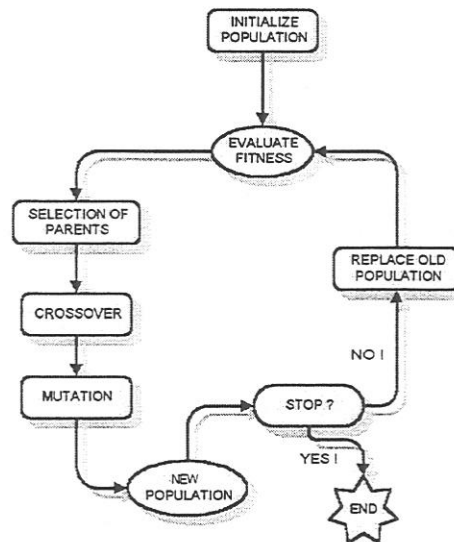 INITIALIZE
POPULATION
EVALUATE
FITNESS
SELECTION OF
PARENTS
REPLACE OLD
POPULATION
CROSSOVER
NO !
MUTATION
STOP ?
YES !
NEW
POPULATION
END